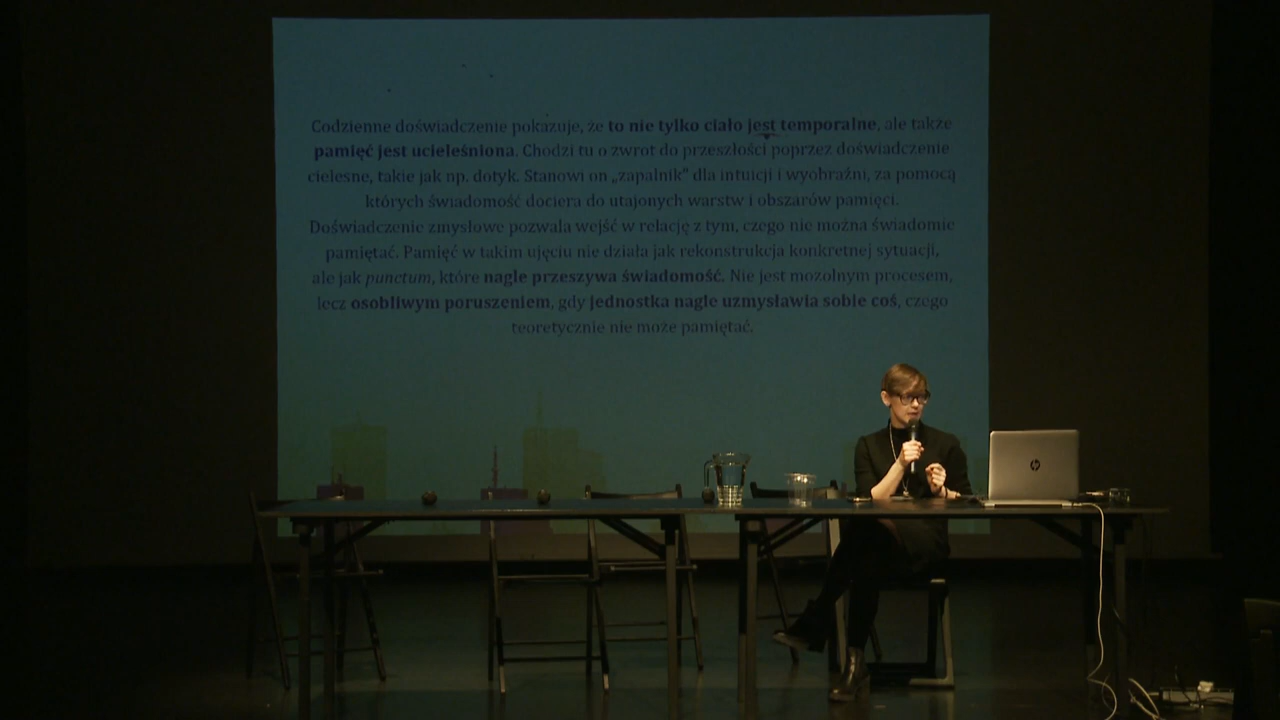 Codzienne doświadczenie pokazuje, że to nie tylko ciało jest temporalne, ale także
pamięć jest ucieleśniona. Chodzi tu o zwrot do przeszłości poprzez doświadczenie
cielesne, takie jak np. dotyk. Stanowi on „zapalnik" dla intuicji i wyobraźni, za pomocą
których świadomość dociera do utajonych warstw i obszarów pamięci.
Doświadczenie zmysłowe pozwala wejść w relację z tym, czego nie można świadomie
pamiętać. Pamięć w takim ujęciu nie działa jak rekonstrukcja konkretnej sytuacji,
ale jak punctum, które nagle przeszywa świadomość. Nie jest mozolnym procesem,
lecz osobliwym poruszeniem, gdy jednostka nagle uzmysławia sobie coś, czego
teoretycznie nie może pamiętać.
hp